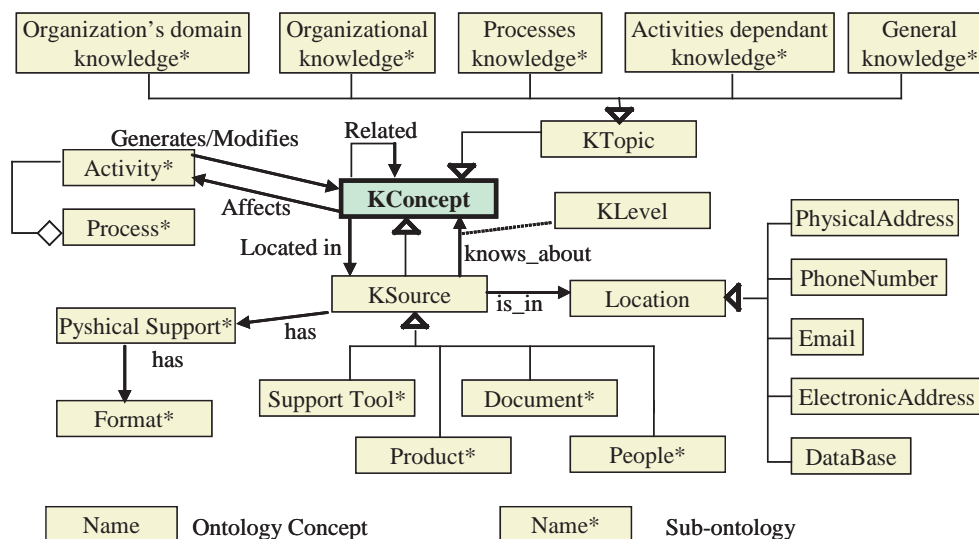 Organization's domain
knowledge*
Organizational
knowledge*
Processes
knowledge*
Activities dependant
knowledge*
General
knowledge*
Generates/Modifies
Related
KTopic
Activity*
KConcept
Affects
KLevel
Process*
PhysicalAddress
Located in
knows_about
PhoneNumber
KSource
is_in
Location
Pyshical Support*
has
Email
has
Support Tool*
Document*
ElectronicAddress
Format*
Product*
People*
DataBase
Name
Ontology Concept
Name*
Sub-ontology